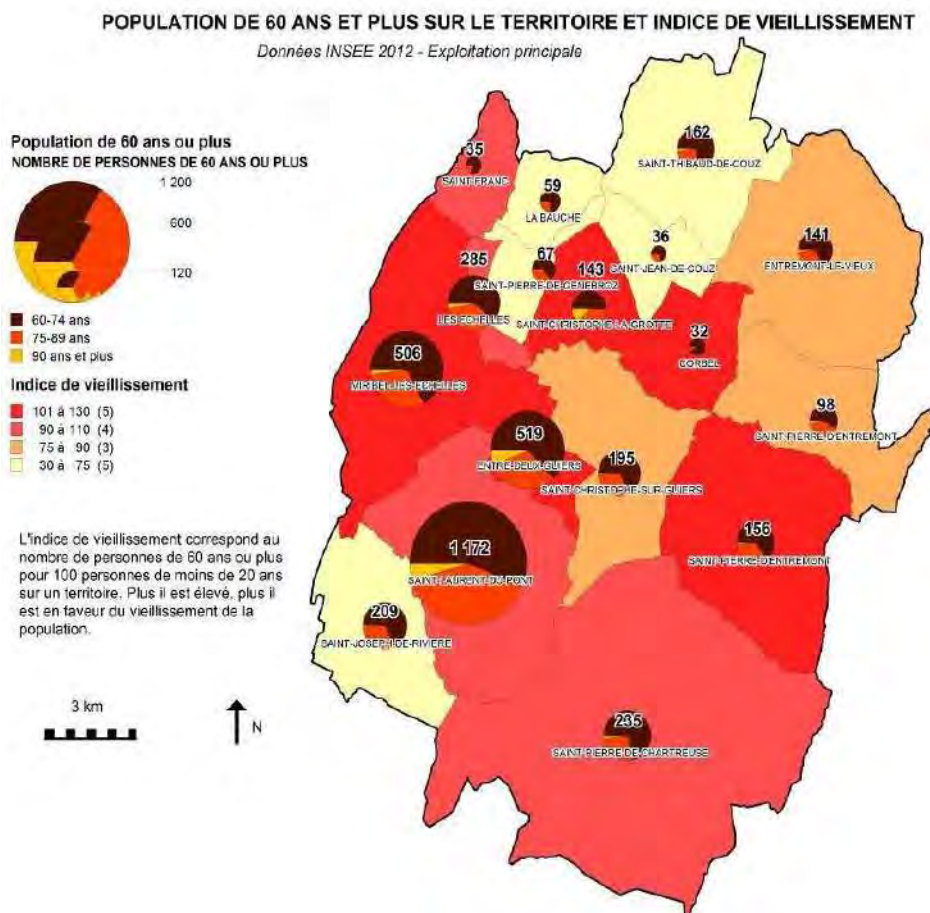 POPULATION DE 60 ANS ET PLUS SUR LE TERRITOIRE ET INDICE DE VIEILLISSEMENT
Données INSEE 2012 - Exploitation principale
Population de 60 ans ou plus
NOMBRE DE PERSONNES DE 60 ANS OU PLUS
1 200
600
120
60-74 ans
75-89 ans
90 ans et plus
Indice de vieillissement
101 à 130 (5)
90 à 110 (4)
75 à 90 (3)
30 à 75 (5)
L'indice de vieillissement correspond au
nombre de personnes de 60 ans ou plus
pour 100 personnes de moins de 20 ans
sur un territoire. Plus il est élevé, plus il
est en faveur du vieillissement de la
population.
3 km
N
162
SAINT-THIBAUD-DE-COUZ
35
SAINT-FRANC
59
LA BAUCHE
36
SAINT-JEAN-DE-COUZ
141
ENTREMONT-LE-VIEUX
67
SAINT-PIERRE-DE-GENEBROZ
285
LES ECHELLES
143
SAINT-CHRISTOPHE-LA-GROTTE
32
CORBEL
506
MIRIBEL-LES-ECHELLES
98
SAINT-PIERRE-D'ENTREMONT
519
ENTRE-DEUX-GUIERS
195
SAINT-CHRISTOPHE-SUR-GUIERS
156
SAINT-PIERRE-D'ENTREMONT
1 172
SAINT-LAURENT-DU-PONT
209
SAINT-JOSEPH-DE-RIVIERE
235
SAINT-PIERRE-DE-CHARTREUSE